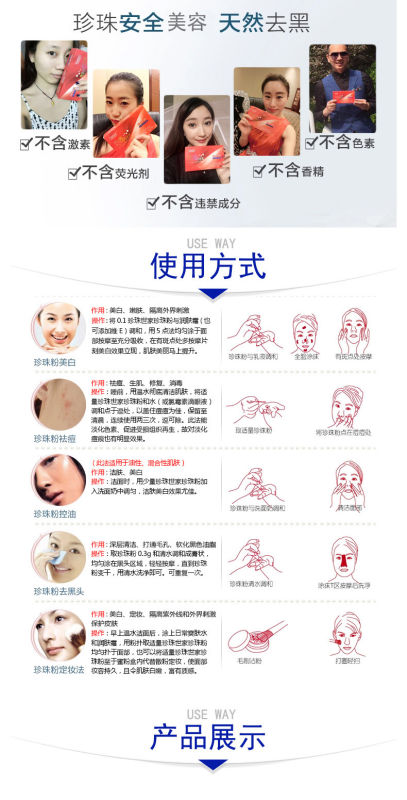 珍珠安全美容 天然去黑
不含激素
不含荧光剂
不含违禁成分
不含香精
不含色素
USE WAY
使用方式
珍珠粉美白
作用：美白、嫩肤、隔离外界刺激
操作：将0.1珍珠世家珍珠粉与润肤霜（也
可添加维E）调和，用5点法均匀涂于面
部按摩至充分吸收，在有斑点处多按摩片
刻美白效果立现，肌肤美丽马上提升。
珍珠粉与乳液调和
全脸涂抹
有斑点处按摩
珍珠粉祛痘
作用：祛痘、生肌、修复、消毒
操作：睡前，用温水彻底清洁肌肤，将适
量珍珠世家珍珠粉和水（或氯霉素滴眼液）
调和点于逗处，以盖住痘痘为佳，保留至
清晨，连续使用两三次，逗可除。此法能
淡化色素、促进受损组织再生，故对淡化
痘痕也有明显效果。
取适量珍珠粉
将珍珠粉点在痘痘处
珍珠粉控油
（此法适用于油性、混合性肌肤）
作用：洁肤、美白
操作：洁面时，用少量珍珠世家珍珠粉加
入洗面奶中调匀，洁肤美白效果尤佳。
珍珠粉与洗面奶调和
清洁面部
珍珠粉去黑头
作用：深层清洁、打通毛孔、软化黑色油脂
操作：取珍珠粉 0.3g 和清水调和成膏状，
均匀涂在黑头区域，轻轻按摩，直到珍珠
粉变干，用清水洗净即可。可重复一次。
珍珠粉清水调和
涂抹T区按摩后洗净
珍珠粉定妆法
作用：美白、定妆、隔离紫外线和外界刺激
保护皮肤
操作：早上温水洁面后，涂上日常爽肤水
和润肤霜，用粉扑取适量珍珠世家珍珠粉
均匀扑于面部，也可以将适量珍珠世家珍
珠粉至于蜜粉盒内代替散粉定妆，使面部
妆容持久，且令肌肤白嫩，富有质感。
毛刷沾粉
打圈轻扫
USE WAY
产品展示